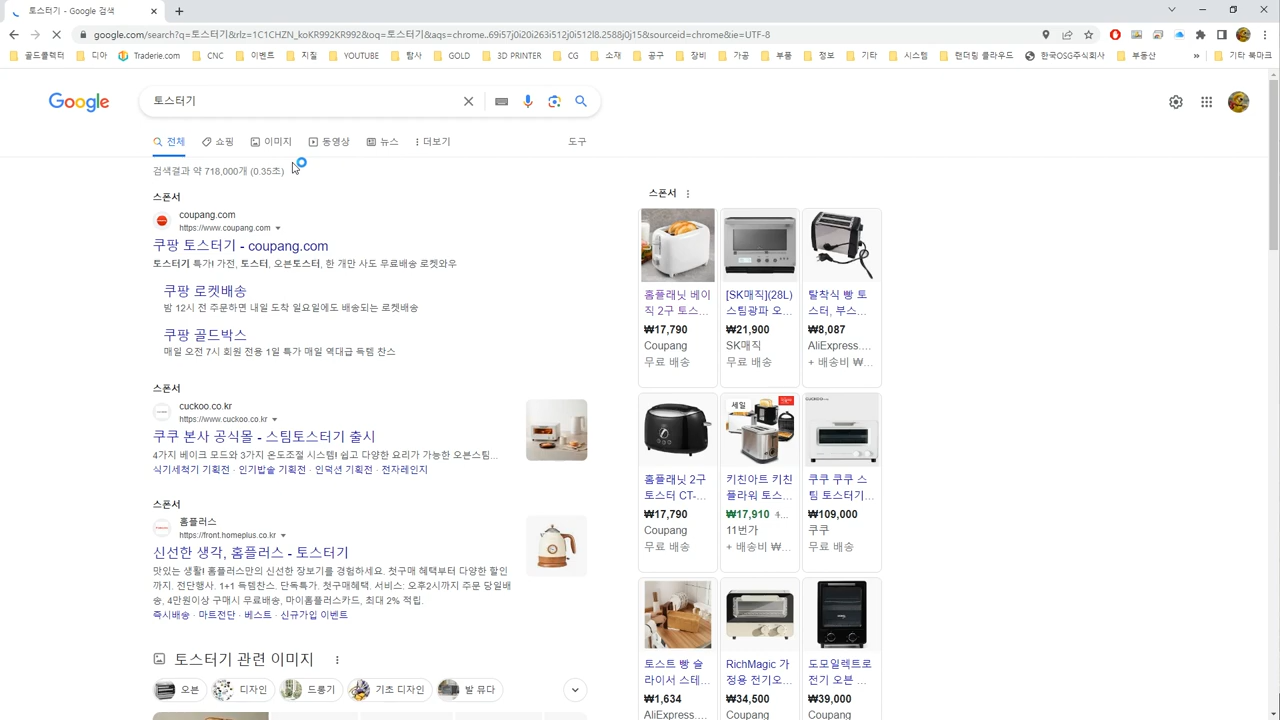 토스터기 - Google 검색
google.com/search?q=토스터기&rlz=1C1CHZN_koKR992KR992&oq=토스터기&aqs=chrome..69i57j0i20i263i512j0i512l8.2588j0j15&sourceid=chrome&ie=UTF-8
골드콜렉터 디아 Traderie.com CNC 이벤트 지질 YOUTUBE 탐사 GOLD 3D PRINTER CG 소재 공구 장비 가공 부품 정보 기타 시스템 랜더링 클라우드 한국OSG주식회사 부동산 » 기타 북마크
Google
토스터기
전체 쇼핑 이미지 동영상 뉴스 더보기 도구
검색결과 약 718,000개 (0.35초)
스폰서
coupang.com
https://www.coupang.com
쿠팡 토스터기 - coupang.com
토스터기 특가! 가전, 토스터, 오븐토스터, 한 개만 사도 무료배송 로켓와우
쿠팡 로켓배송
밤 12시 전 주문하면 내일 도착 일요일에도 배송되는 로켓배송
쿠팡 골드박스
매일 오전 7시 회원 전용 1일 특가 매일 역대급 득템 찬스
스폰서
cuckoo.co.kr
https://www.cuckoo.co.kr
쿠쿠 본사 공식몰 - 스팀토스터기 출시
4가지 베이크 모드와 3가지 온도조절 시스템! 쉽고 다양한 요리가 가능한 오븐스팀...
식기세척기 기획전 · 인기밥솥 기획전 · 인덕션 기획전 · 전자레인지
스폰서
홈플러스
https://front.homeplus.co.kr
신선한 생각, 홈플러스 - 토스터기
맛있는 생활! 홈플러스만의 신선한 장보기를 경험하세요. 첫구매 혜택부터 다양한 할인
까지. 전단행사, 1+1 득템찬스, 단독특가, 첫구매혜택, 서비스: 오후2시까지 주문 당일배
송, 4만원이상 구매시 무료배송, 마이홈플러스카드, 최대 2% 적립.
즉시배송 · 마트전단 · 베스트 · 신규가입 이벤트
토스터기 관련 이미지
오븐 디자인 드롱기 기초 디자인 발 뮤다
스폰서
홈플래닛 베이 [SK매직](28L) 탈착식 빵 토
직 2구 토스... 스팀광파 오... 스터, 부스...
₩17,790 ₩21,900 ₩8,087
Coupang SK매직 AliExpress....
무료 배송 무료 배송 + 배송비 ₩...
세일
CUCKOO
홈플래닛 2구 키친아트 키친 쿠쿠 쿠쿠 스
토스터 CT-... 플라워 토스... 팀 토스터기...
₩17,790 ₩17,910 4... ₩109,000
Coupang 11번가 쿠쿠
무료 배송 + 배송비 ₩... 무료 배송
토스트 빵 슬 RichMagic 가 도모일렉트로
라이서 스테... 정용 전기오... 전기 오븐 ...
₩1,634 ₩34,500 ₩39,000
AliExpress.... Coupang Coupang